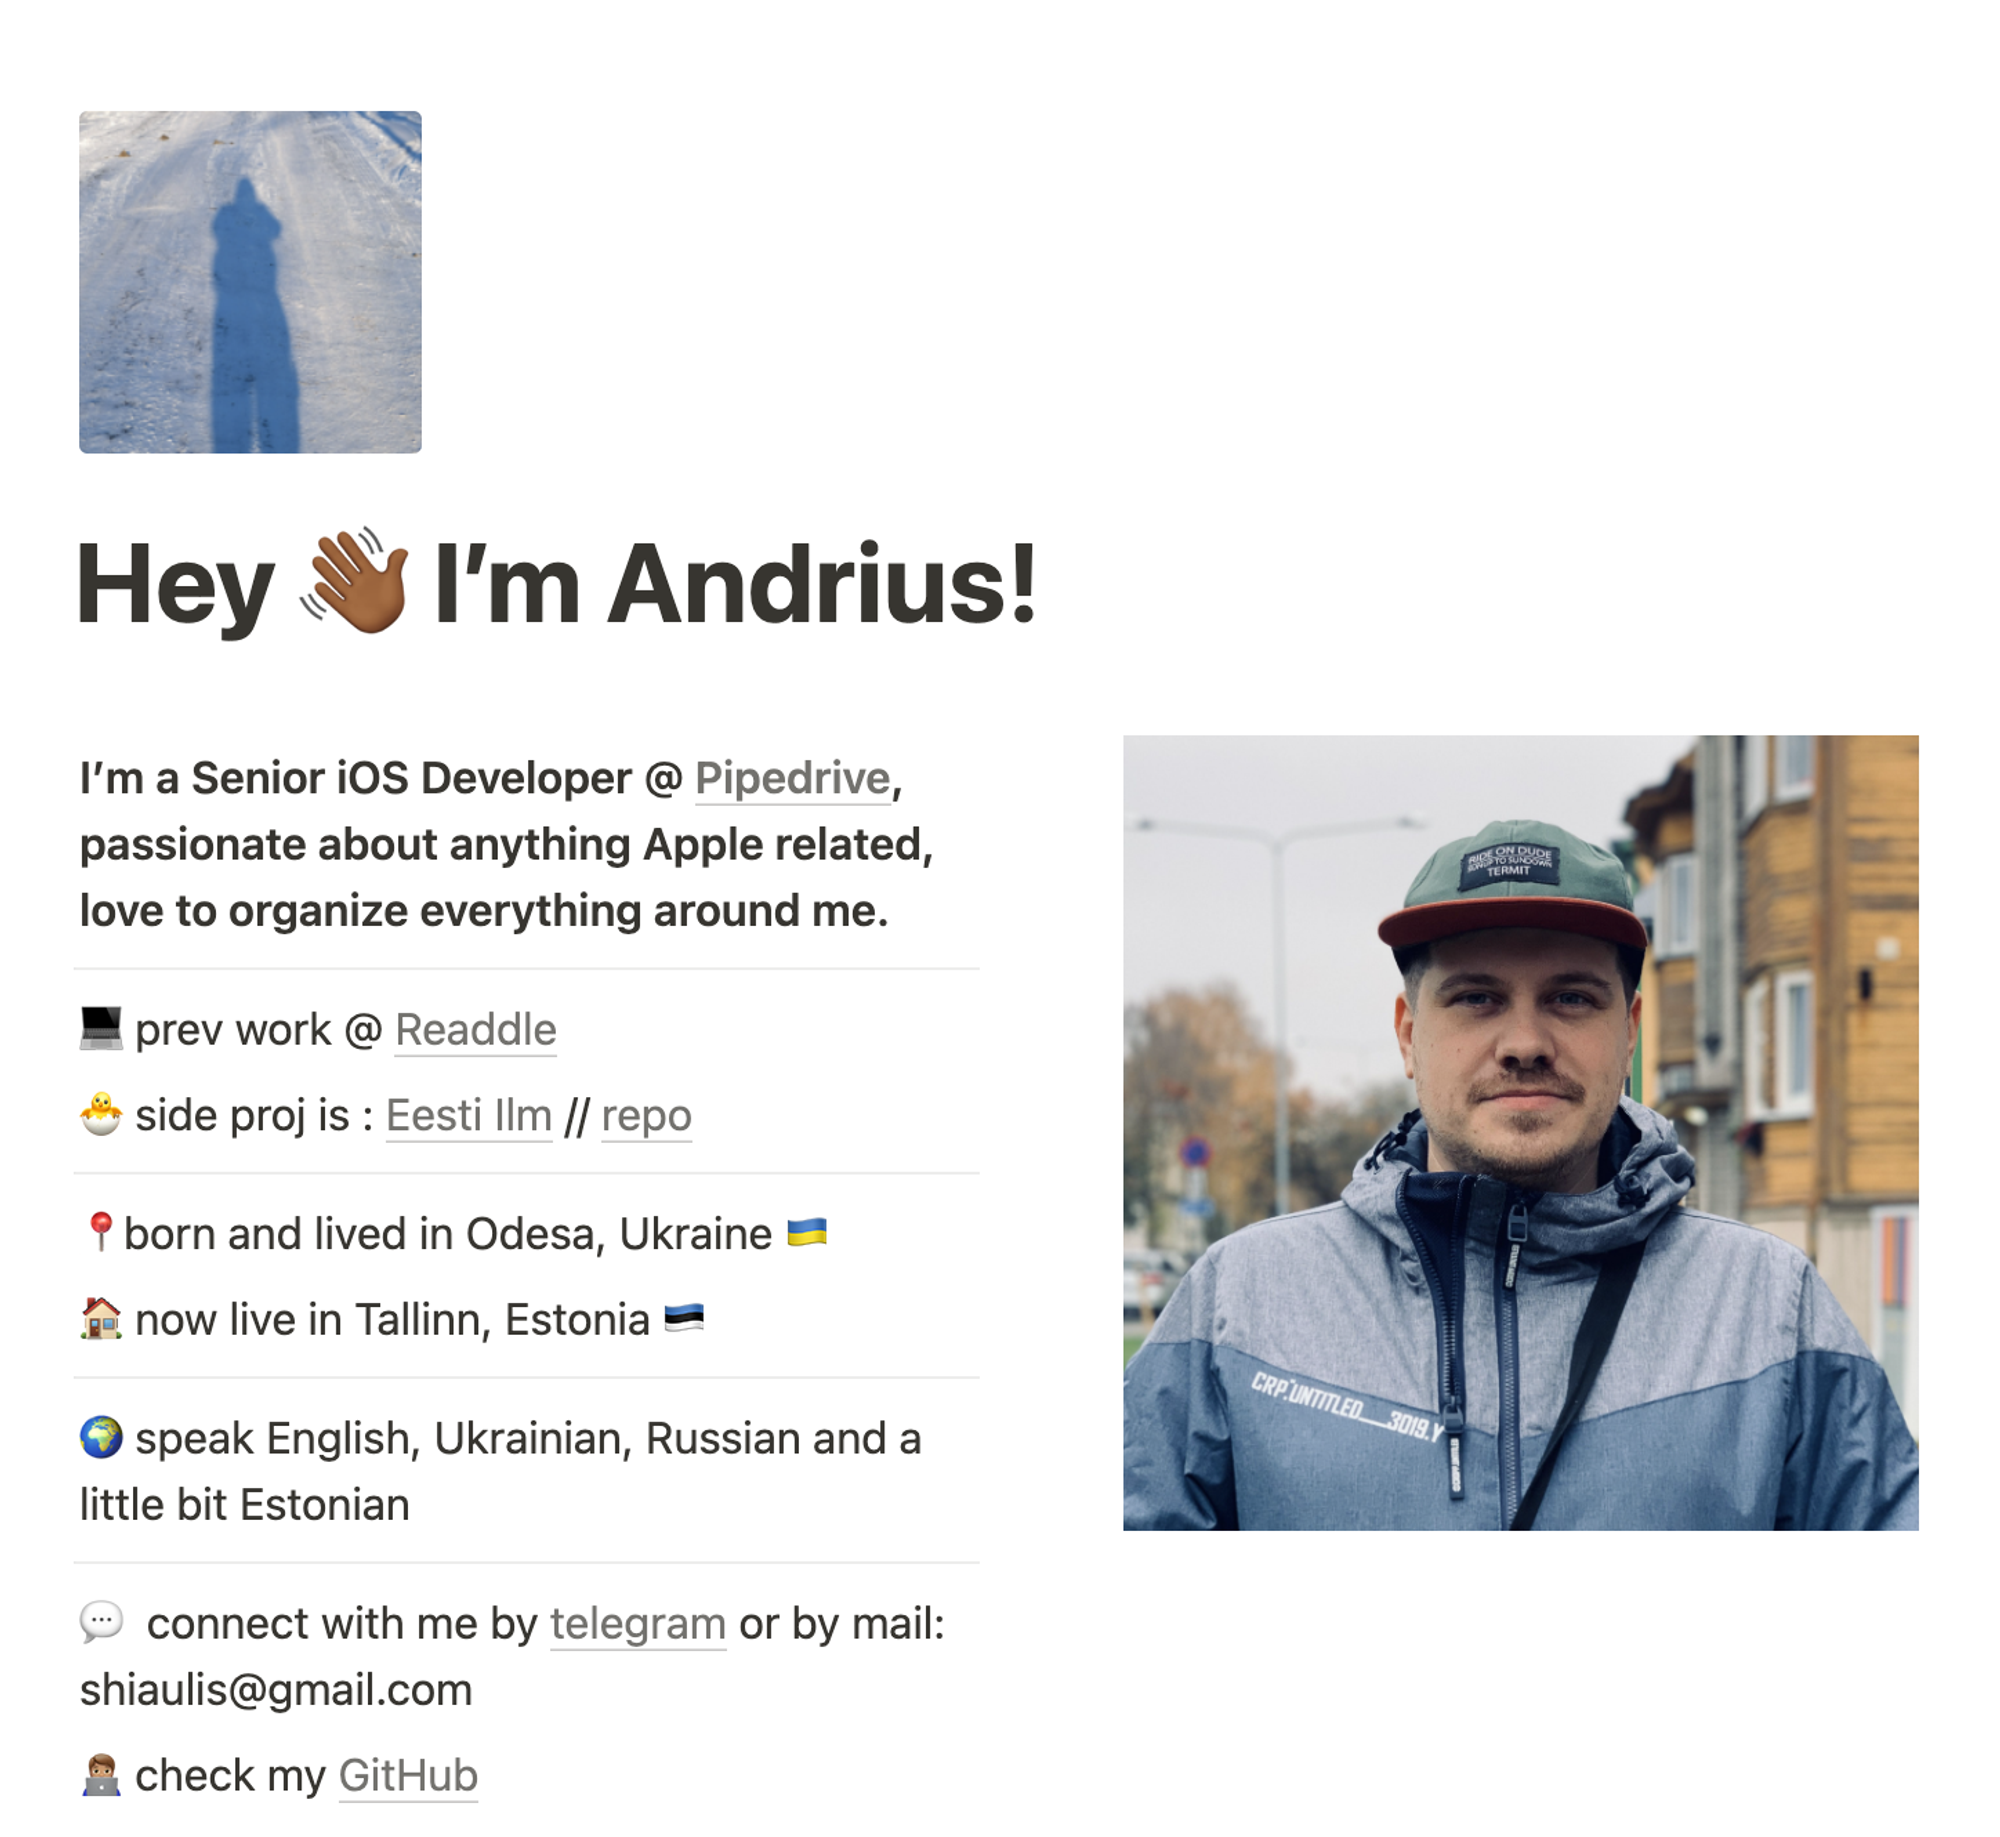 Hey 👋🏾 I’m Andrius!
I’m a Senior iOS Developer @ Pipedrive,
passionate about anything Apple related,
love to organize everything around me.
💻 prev work @ Readdle
🐣 side proj is : Eesti Ilm // repo
📍born and lived in Odesa, Ukraine 🇺🇦
🏠 now live in Tallinn, Estonia 🇪🇪
🌍 speak English, Ukrainian, Russian and a
little bit Estonian
💬 connect with me by telegram or by mail:
shiaulis@gmail.com
👨🏽‍💻 check my GitHub
RIDE ON DUDE
SUNUP TO SUNDOWN
TERMIT
CRP.UNTITLED___3019.Y